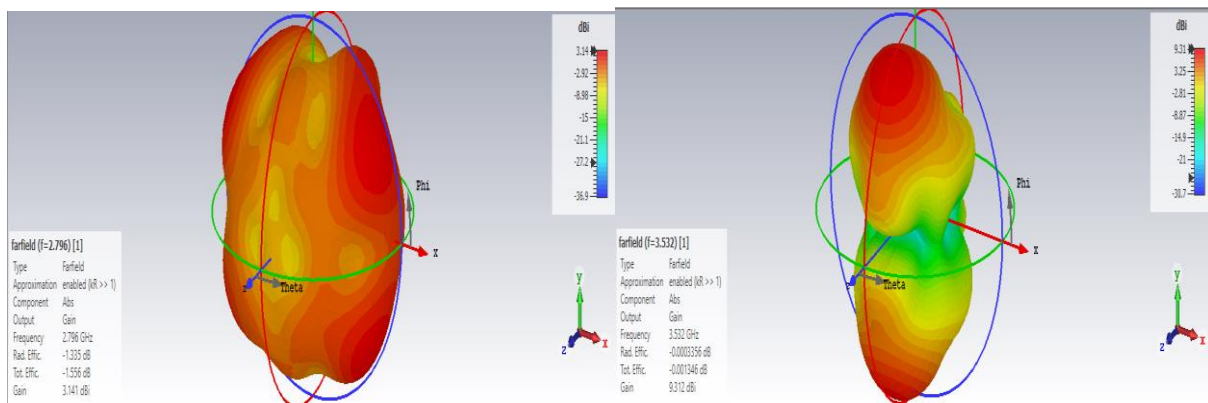 dBi
3.14
-2.92
-8.98
-15
-21.1
-27.2
-36.9
Phi
x
Theta
y
x
z
farfield (f=2.796) [1]
Type Farfield
Approximation enabled (kR >> 1)
Component Abs
Output Gain
Frequency 2.796 GHz
Rad. Effic. -1.335 dB
Tot. Effic. -1.556 dB
Gain 3.141 dBi
dBi
9.31
3.25
-2.81
-8.87
-14.9
-21
-30.7
Phi
x
Theta
y
x
z
farfield (f=3.532) [1]
Type Farfield
Approximation enabled (kR >> 1)
Component Abs
Output Gain
Frequency 3.532 GHz
Rad. Effic. -0.0003356 dB
Tot. Effic. -0.001346 dB
Gain 9.312 dBi